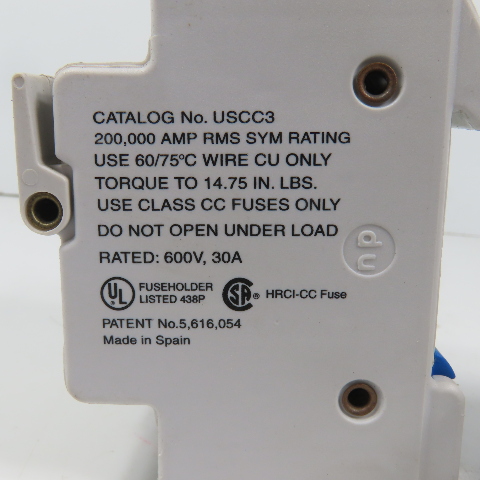 CATALOG No. USCC3
200,000 AMP RMS SYM RATING
USE 60/75°C WIRE CU ONLY
TORQUE TO 14.75 IN. LBS.
USE CLASS CC FUSES ONLY
DO NOT OPEN UNDER LOAD
RATED: 600V, 30A
UL FUSEHOLDER LISTED 438P
SA ® HRCI-CC Fuse
PATENT No.5,616,054
Made in Spain